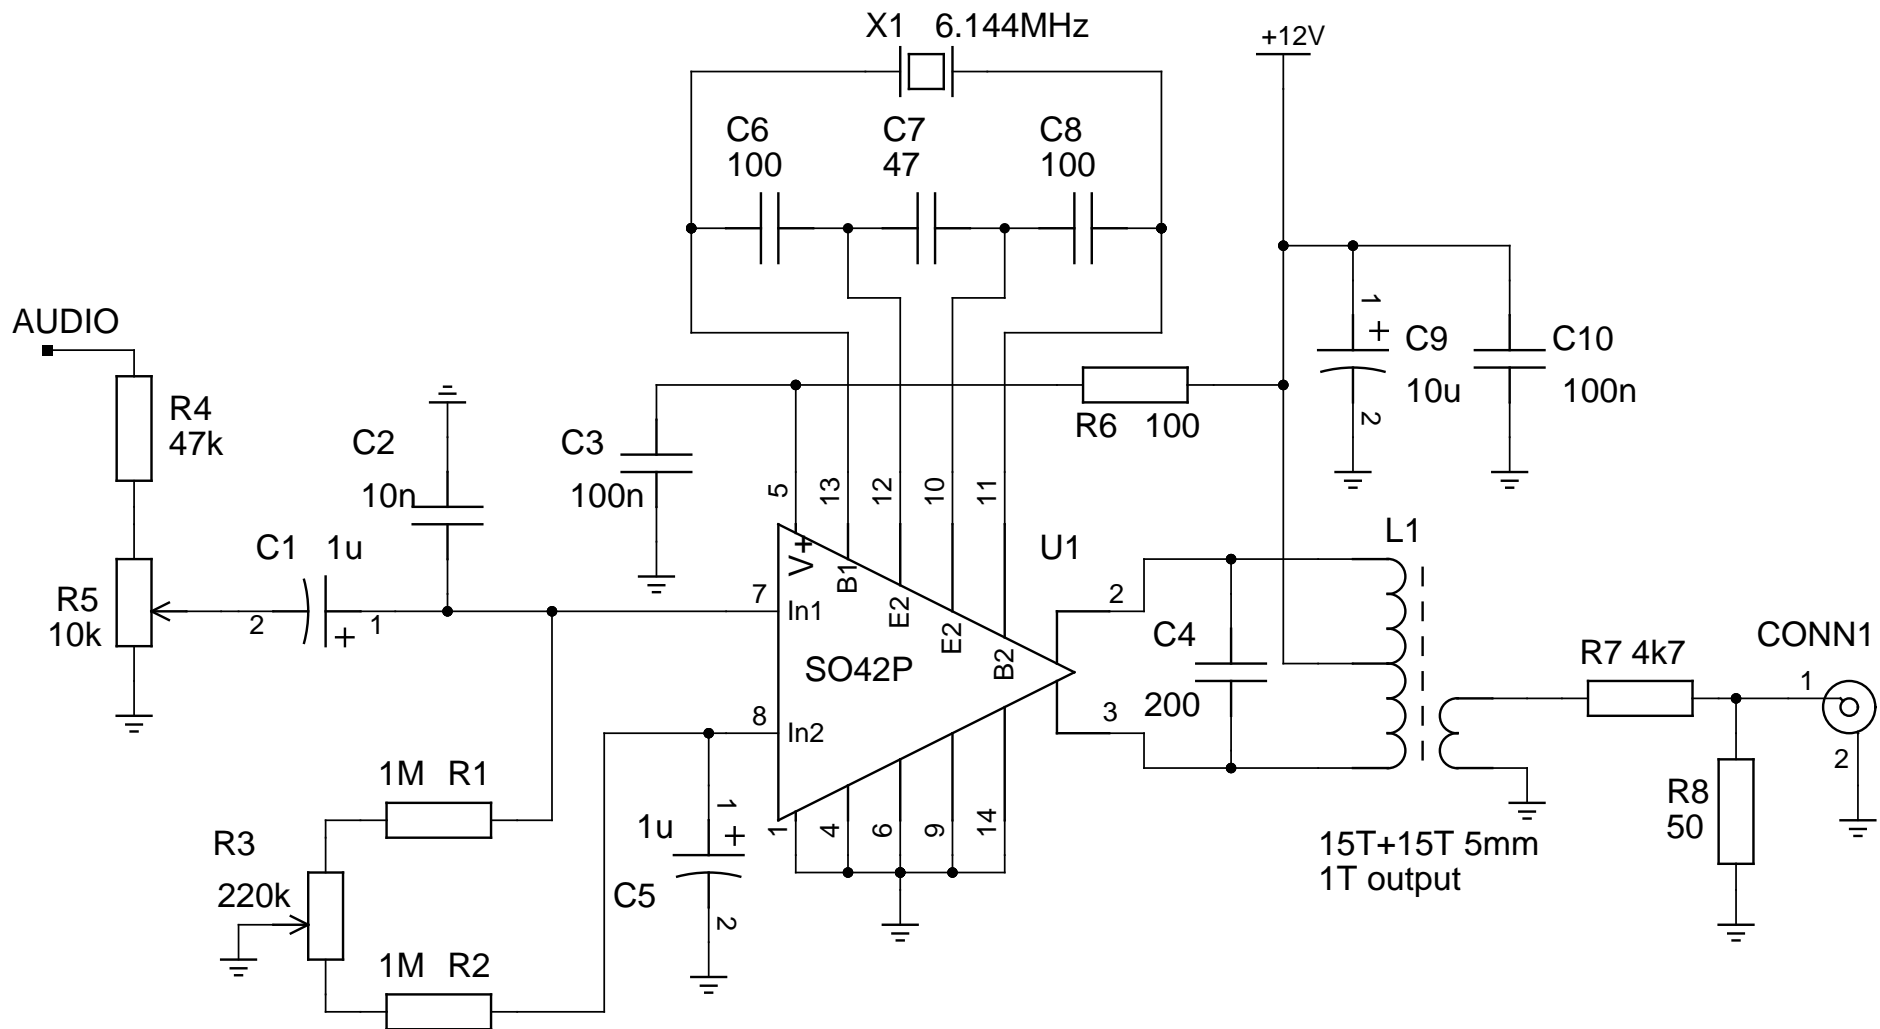 X1 6.144MHz
+12V
C6
100
C7
47
C8
100
AUDIO
R4
47k
C2
10n
C3
100n
R6 100
1
+
C9
10u
2
C10
100n
5
13
12
10
11
C1 1u
2
+
1
R5
10k
7
In1
V+
B1
E2
E2
B2
SO42P
U1
2
3
8
In2
C4
200
L1
R7 4k7
CONN1
1
2
R8
50
1M R1
R3
220k
1M R2
1u
1
+
C5
2
1
4
6
9
14
15T+15T 5mm
1T output